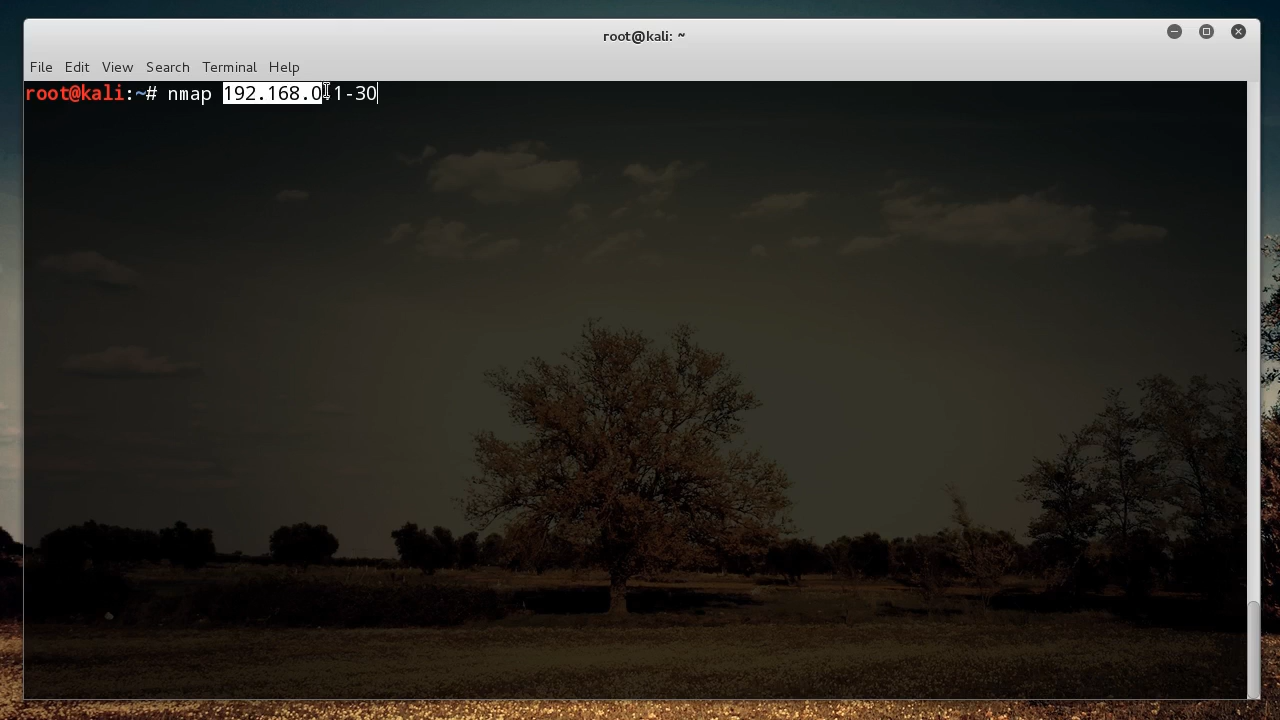 root@kali: ~
File Edit View Search Terminal Help
root@kali:~# nmap 192.168.0.1-30